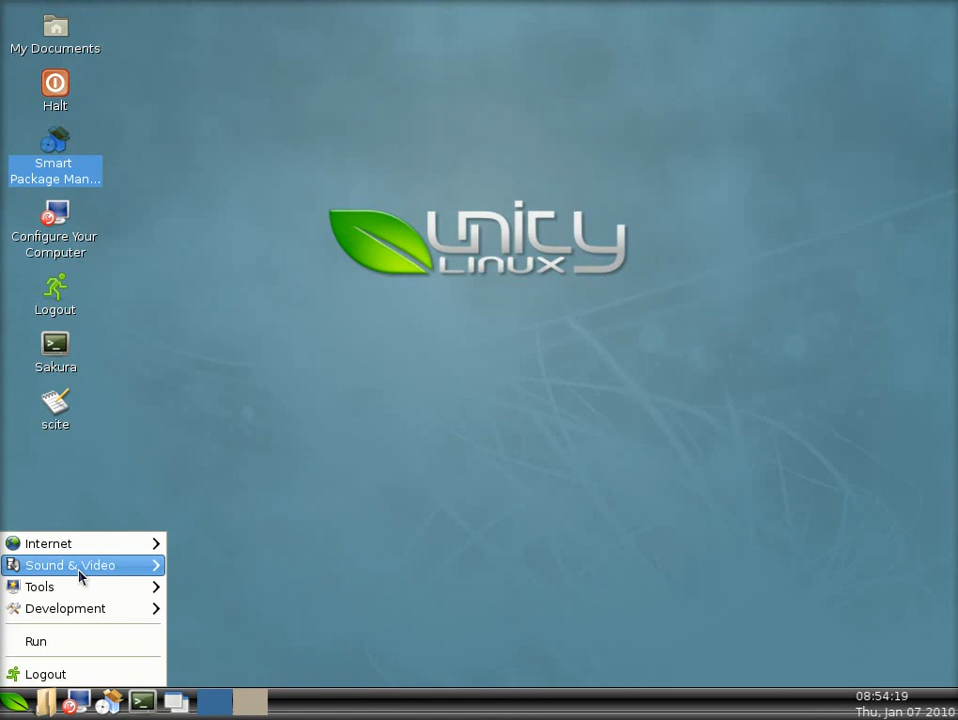 My Documents
Halt
Smart
Package Man...
Configure Your
Computer
Logout
Sakura
scite
unity
LINUX
Internet
Sound & Video
Tools
Development
Run
Logout
08:54:19
Thu, Jan 07 2010